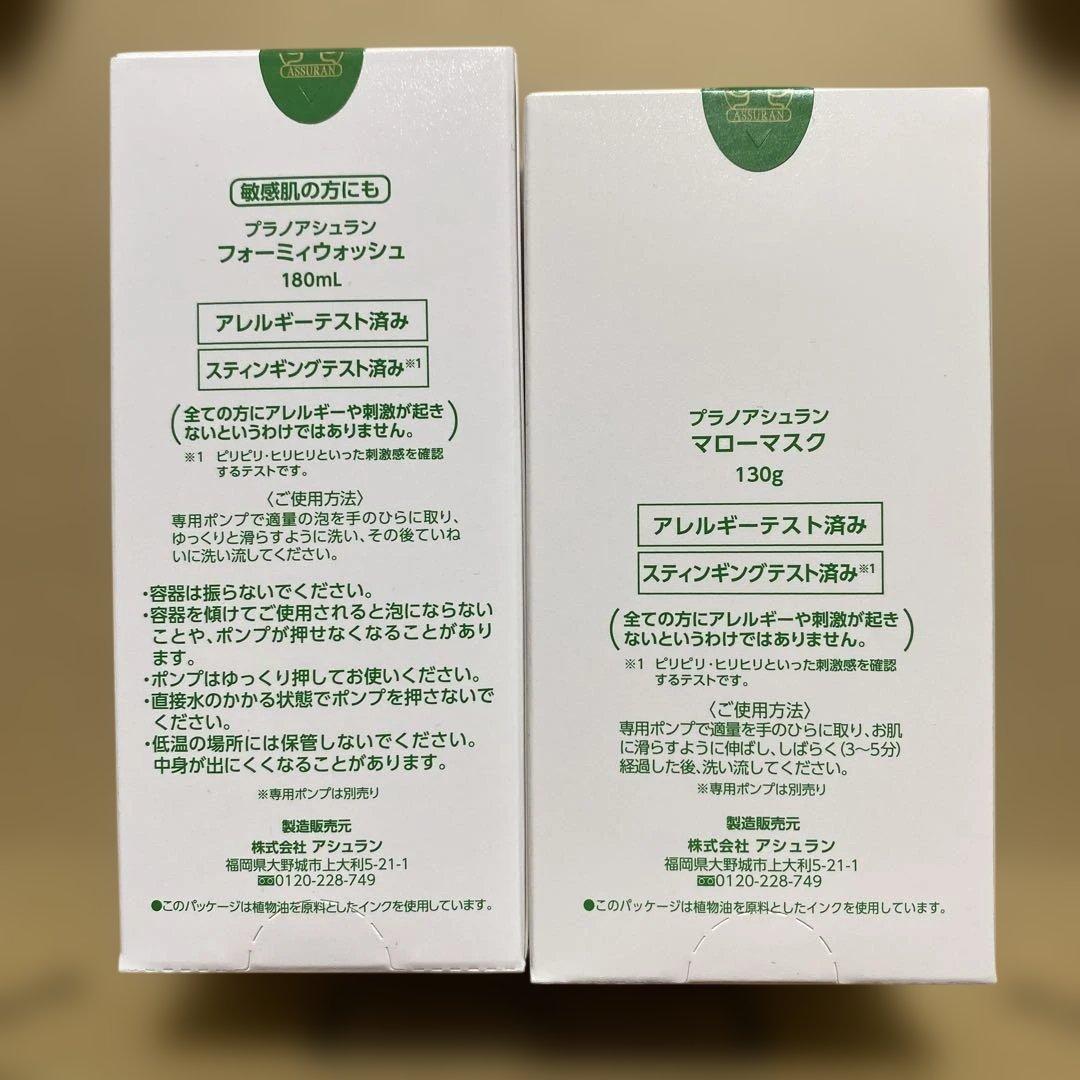 ASSURAN
敏感肌の方にも
プラノアシュラン
フォーミィウォッシュ
180mL
アレルギーテスト済み
スティンギングテスト済み※1
(全ての方にアレルギーや刺激が起き
ないというわけではありません。)
※1 ピリピリ・ヒリヒリといった刺激感を確認
するテストです。
〈ご使用方法〉
専用ポンプで適量の泡を手のひらに取り、
ゆっくりと滑らすように洗い、その後ていね
いに洗い流してください。
・容器は振らないでください。
・容器を傾けてご使用されると泡にならない
ことや、ポンプが押せなくなることがあり
ます。
・ポンプはゆっくり押してお使いください。
・直接水のかかる状態でポンプを押さないで
ください。
・低温の場所には保管しないでください。
中身が出にくくなることがあります。
※専用ポンプは別売り
製造販売元
株式会社 アシュラン
福岡県大野城市上大利5-21-1
0120-228-749
●このパッケージは植物油を原料としたインクを使用しています。
ASSURAN
プラノアシュラン
マローマスク
130g
アレルギーテスト済み
スティンギングテスト済み※1
(全ての方にアレルギーや刺激が起き
ないというわけではありません。)
※1 ピリピリ・ヒリヒリといった刺激感を確認
するテストです。
〈ご使用方法〉
専用ポンプで適量を手のひらに取り、お肌
に滑らすように伸ばし、しばらく(3〜5分)
経過した後、洗い流してください。
※専用ポンプは別売り
製造販売元
株式会社 アシュラン
福岡県大野城市上大利5-21-1
0120-228-749
●このパッケージは植物油を原料としたインクを使用しています。